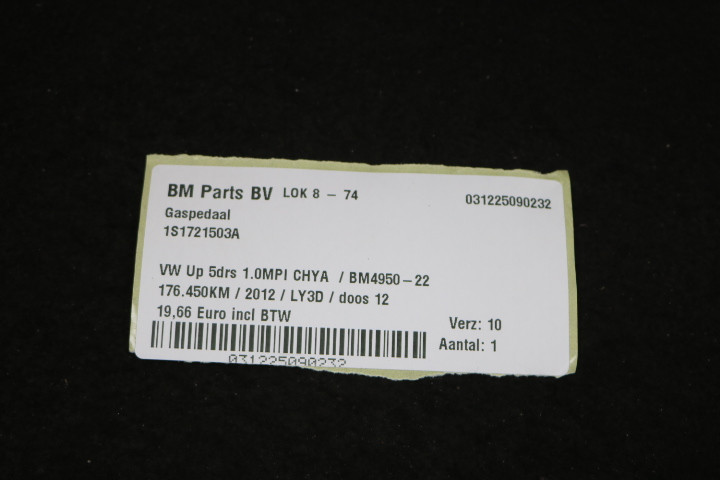 BM Parts BV LOK 8 - 74 031225090232
Gaspedaal
1S1721503A
VW Up 5drs 1.0MPI CHYA / BM4950-22
176.450KM / 2012 / LY3D / doos 12
19,66 Euro incl BTW Verz: 10
Aantal: 1
031225090232